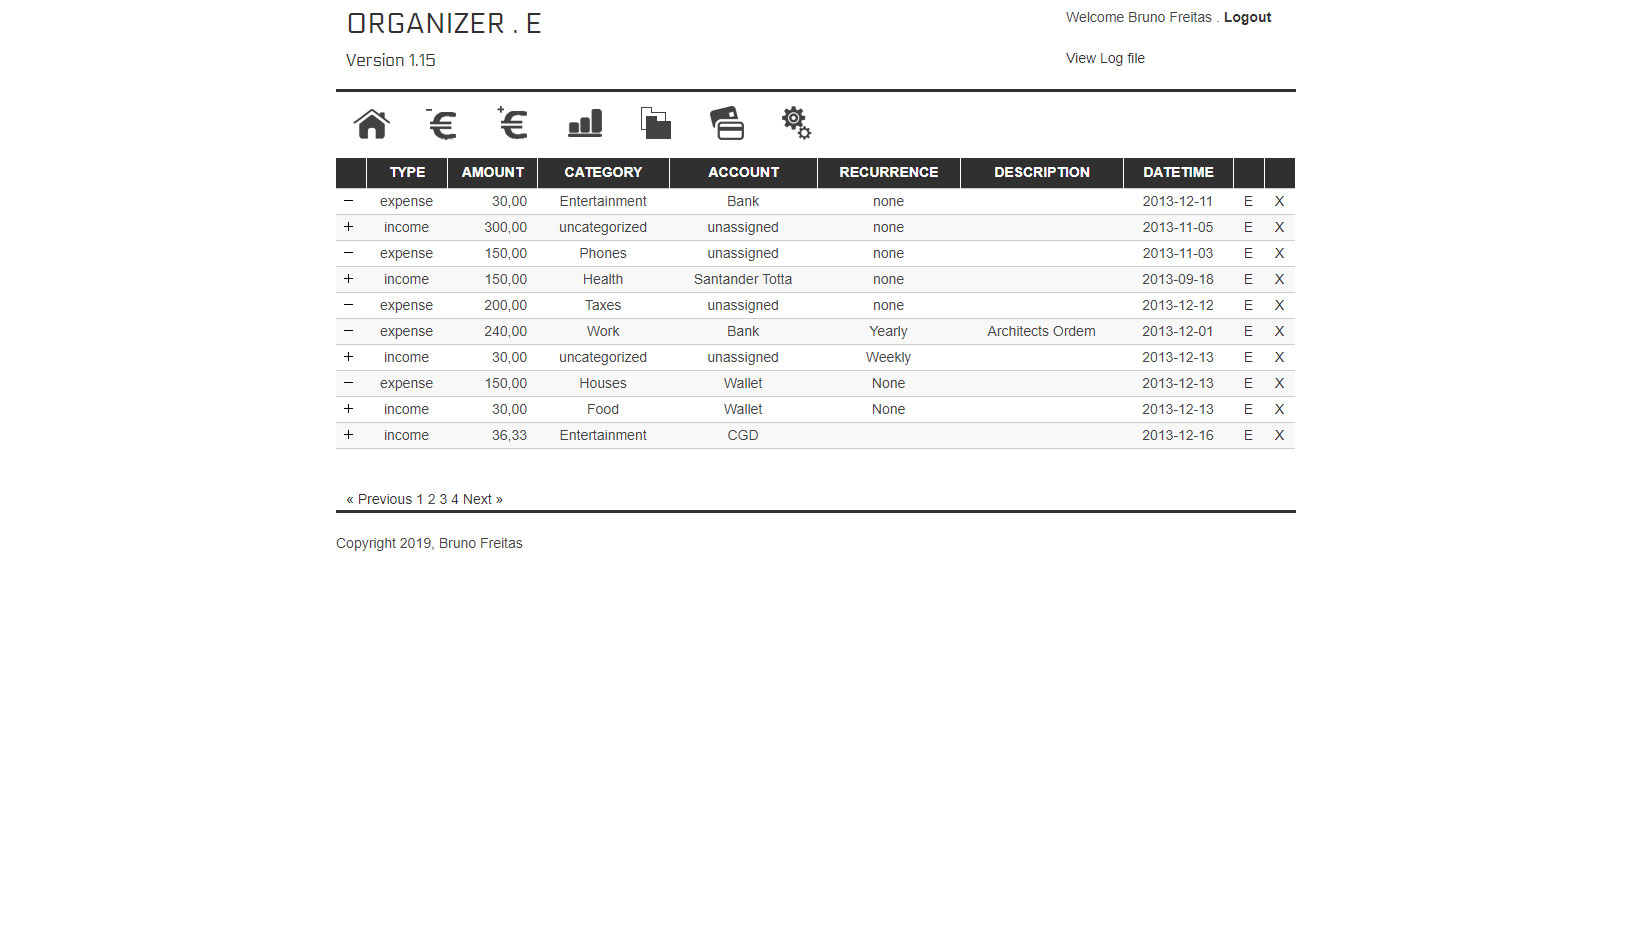 ORGANIZER . E
Welcome Bruno Freitas . Logout
Version 1.15
View Log file
- € + €
TYPE AMOUNT CATEGORY ACCOUNT RECURRENCE DESCRIPTION DATETIME
− expense 30,00 Entertainment Bank none 2013-12-11 E X
+ income 300,00 uncategorized unassigned none 2013-11-05 E X
− expense 150,00 Phones unassigned none 2013-11-03 E X
+ income 150,00 Health Santander Totta none 2013-09-18 E X
− expense 200,00 Taxes unassigned none 2013-12-12 E X
− expense 240,00 Work Bank Yearly Architects Ordem 2013-12-01 E X
+ income 30,00 uncategorized unassigned Weekly 2013-12-13 E X
− expense 150,00 Houses Wallet None 2013-12-13 E X
+ income 30,00 Food Wallet None 2013-12-13 E X
+ income 36,33 Entertainment CGD 2013-12-16 E X
« Previous 1 2 3 4 Next »
Copyright 2019, Bruno Freitas